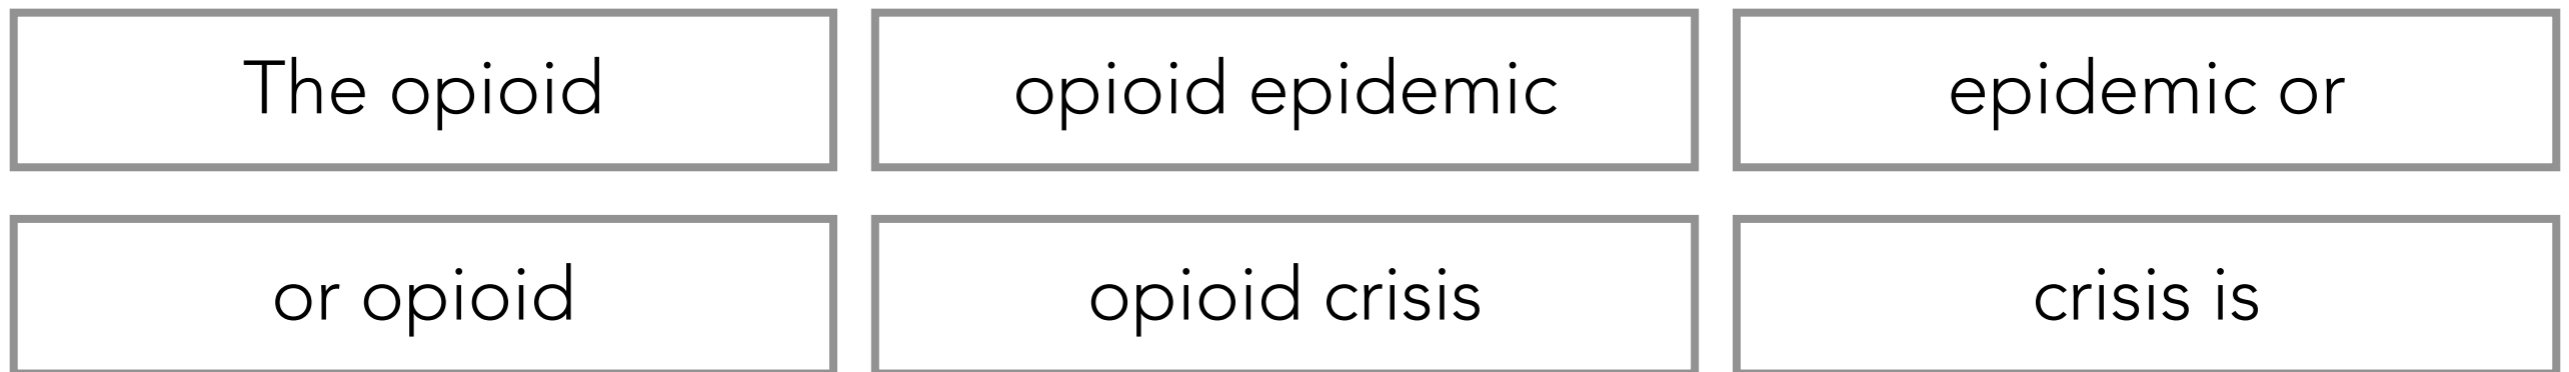 The opioid
opioid epidemic
epidemic or
or opioid
opioid crisis
crisis is